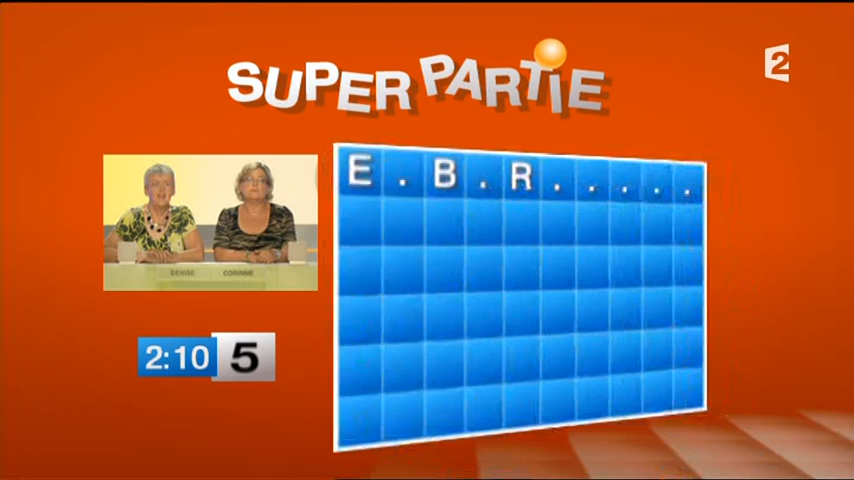 SUPER PARTIE
2
E . B . R . . . . .
DENISE CORINNE
2:10 5